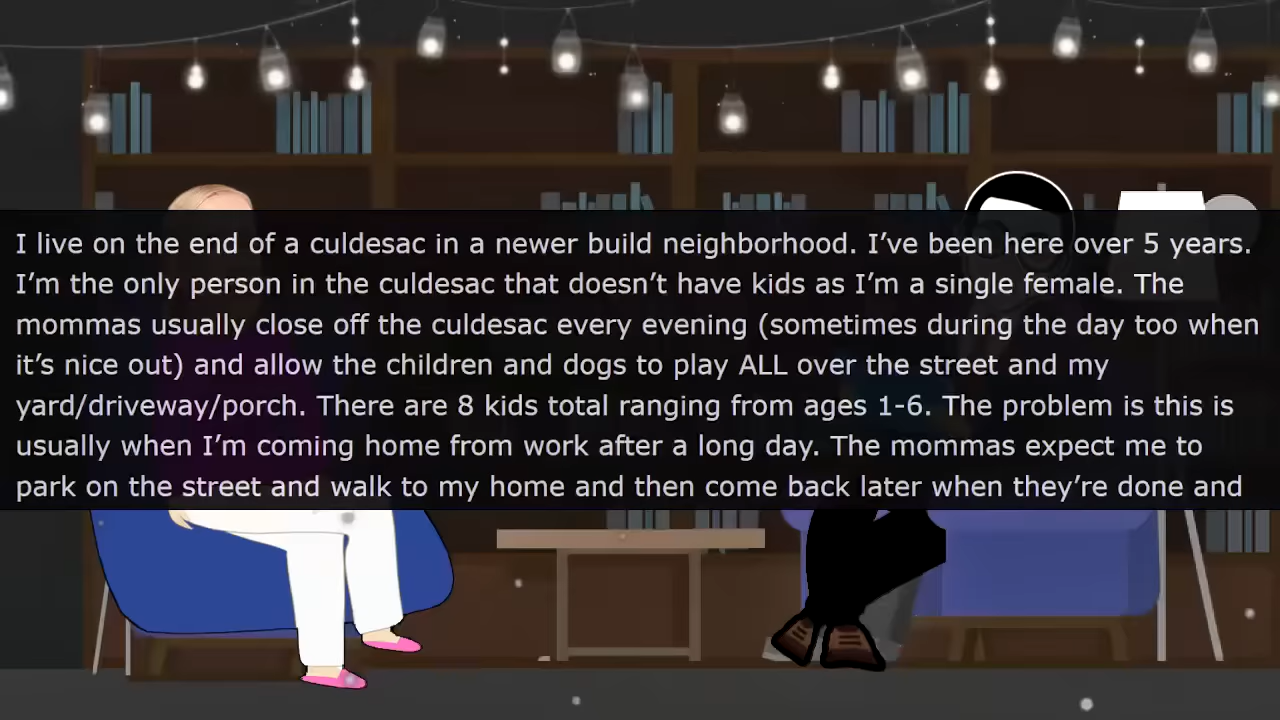 I live on the end of a culdesac in a newer build neighborhood. I’ve been here over 5 years.
I’m the only person in the culdesac that doesn’t have kids as I’m a single female. The
mommas usually close off the culdesac every evening (sometimes during the day too when
it’s nice out) and allow the children and dogs to play ALL over the street and my
yard/driveway/porch. There are 8 kids total ranging from ages 1-6. The problem is this is
usually when I’m coming home from work after a long day. The mommas expect me to
park on the street and walk to my home and then come back later when they’re done and